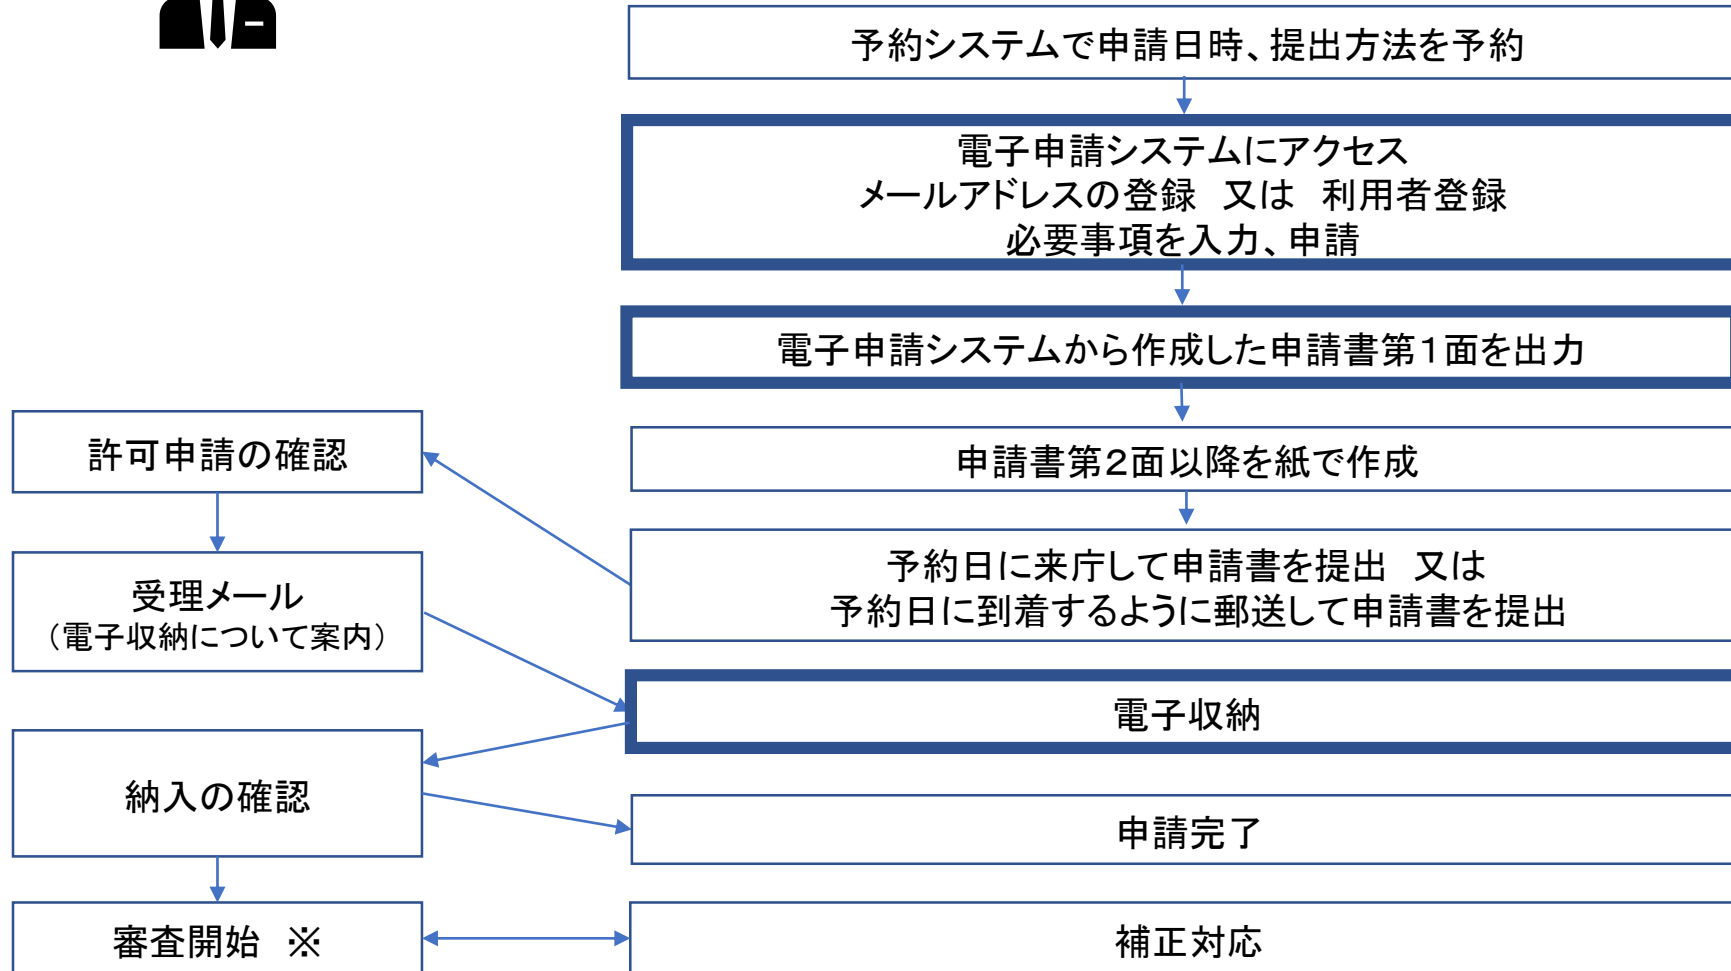 予約システムで申請日時、提出方法を予約
電子申請システムにアクセス
メールアドレスの登録　又は　利用者登録
必要事項を入力、申請
電子申請システムから作成した申請書第１面を出力
申請書第２面以降を紙で作成
予約日に来庁して申請書を提出　又は
予約日に到着するように郵送して申請書を提出
許可申請の確認
受理メール
（電子収納について案内）
電子収納
納入の確認
申請完了
審査開始　※
補正対応